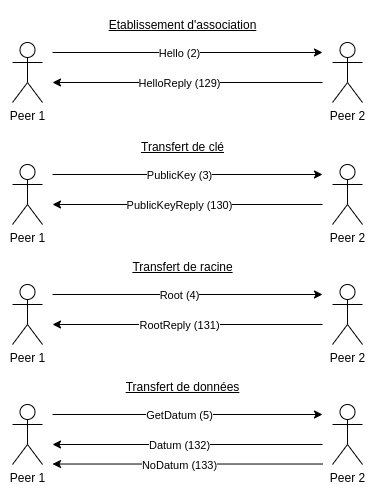 Etablissement d'association
Hello (2)
HelloReply (129)
Peer 1
Peer 2
Transfert de clé
PublicKey (3)
PublicKeyReply (130)
Peer 1
Peer 2
Transfert de racine
Root (4)
RootReply (131)
Peer 1
Peer 2
Transfert de données
GetDatum (5)
Datum (132)
NoDatum (133)
Peer 1
Peer 2